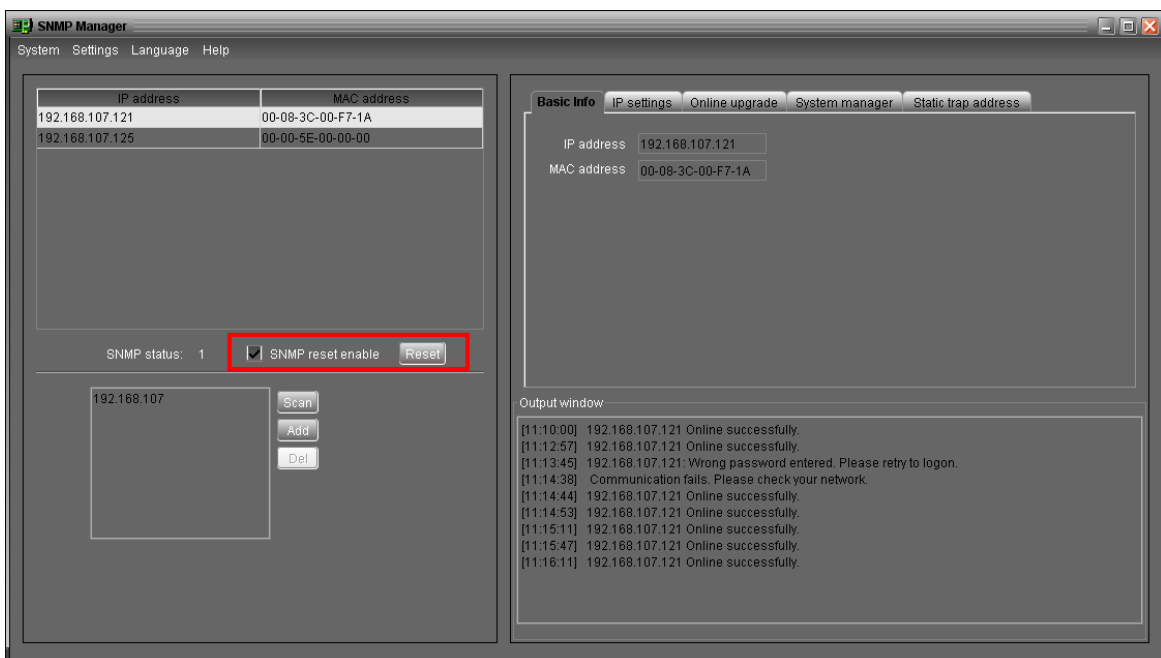 SNMP Manager
System Settings Language Help
IP address MAC address
192.168.107.121 00-08-3C-00-F7-1A
192.168.107.125 00-00-5E-00-00-00
SNMP status: 1 SNMP reset enable Reset
192.168.107
Scan
Add
Del
Basic Info IP settings Online upgrade System manager Static trap address
IP address 192.168.107.121
MAC address 00-08-3C-00-F7-1A
Output window
[11:10:00] 192.168.107.121 Online successfully.
[11:12:57] 192.168.107.121 Online successfully.
[11:13:45] 192.168.107.121: Wrong password entered. Please retry to logon.
[11:14:38] Communication fails. Please check your network.
[11:14:44] 192.168.107.121 Online successfully.
[11:14:53] 192.168.107.121 Online successfully.
[11:15:11] 192.168.107.121 Online successfully.
[11:15:47] 192.168.107.121 Online successfully.
[11:16:11] 192.168.107.121 Online successfully.